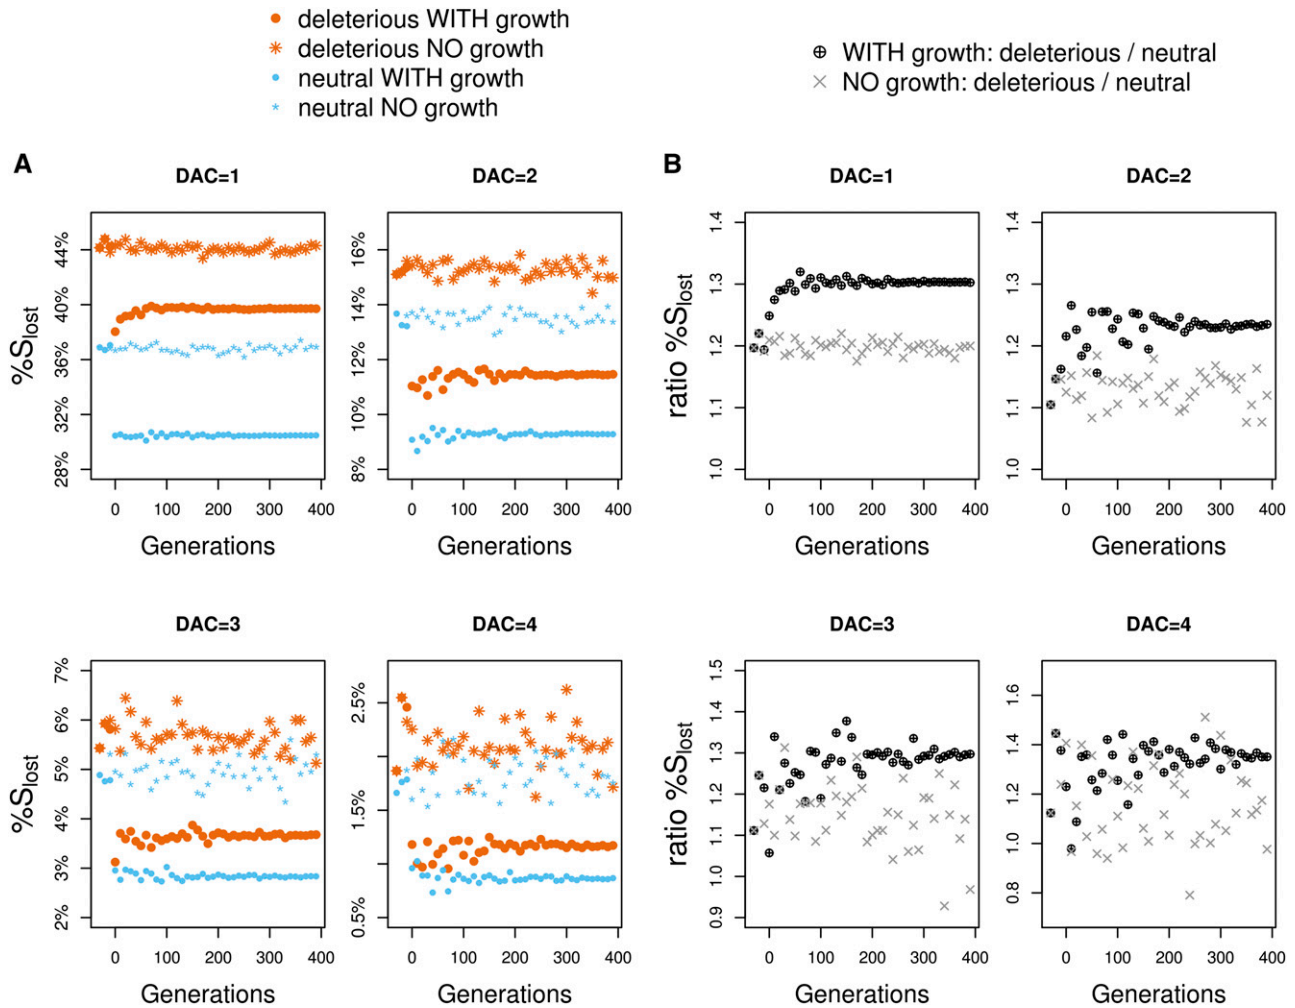 deleterious WITH growth
deleterious NO growth
neutral WITH growth
neutral NO growth
WITH growth: deleterious / neutral
NO growth: deleterious / neutral
A
DAC=1
DAC=2
%Slost
44%
40%
36%
32%
28%
16%
14%
12%
10%
8%
0 100 200 300 400
0 100 200 300 400
Generations
Generations
B
DAC=1
DAC=2
ratio %Slost
1.4
1.3
1.2
1.1
1.0
1.4
1.3
1.2
1.1
1.0
0 100 200 300 400
0 100 200 300 400
Generations
Generations
DAC=3
DAC=4
%Slost
7%
6%
5%
4%
3%
2%
2.5%
1.5%
0.5%
0 100 200 300 400
0 100 200 300 400
Generations
Generations
DAC=3
DAC=4
ratio %Slost
1.5
1.4
1.3
1.2
1.1
1.0
0.9
1.6
1.4
1.2
1.0
0.8
0 100 200 300 400
0 100 200 300 400
Generations
Generations